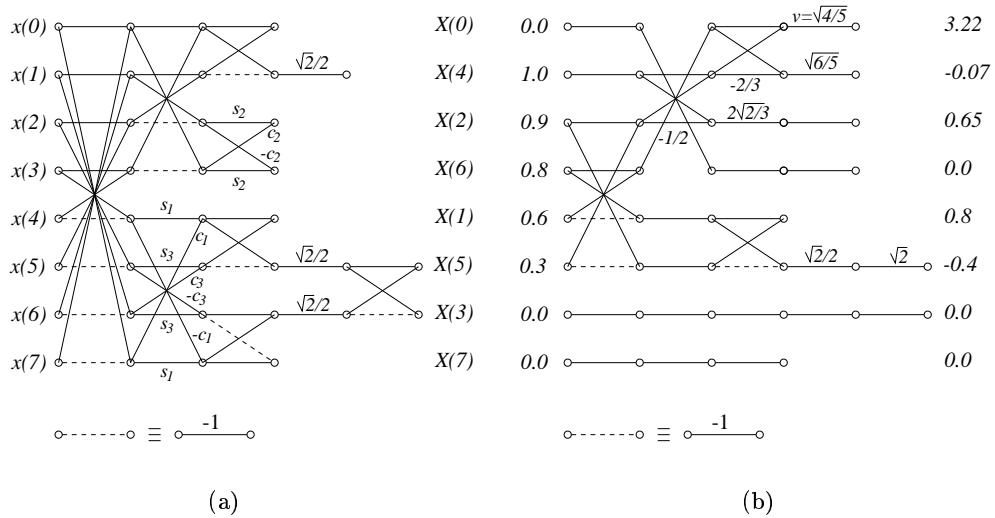 x(0) X(0) 0.0 v=√4/5 3.22
x(1) √2/2 X(4) 1.0 √6/5 -0.07
-2/3
x(2) s2 X(2) 0.9 2√2/3 0.65
c2 -1/2
-c2
x(3) s2 X(6) 0.8 0.0
x(4) s1 X(1) 0.6 0.8
c1
x(5) s3 √2/2 X(5) 0.3 √2/2 √2 -0.4
c3
-c3
x(6) s3 √2/2 X(3) 0.0 0.0
-c1
x(7) s1 X(7) 0.0 0.0
≡ -1 ≡ -1
(a) (b)